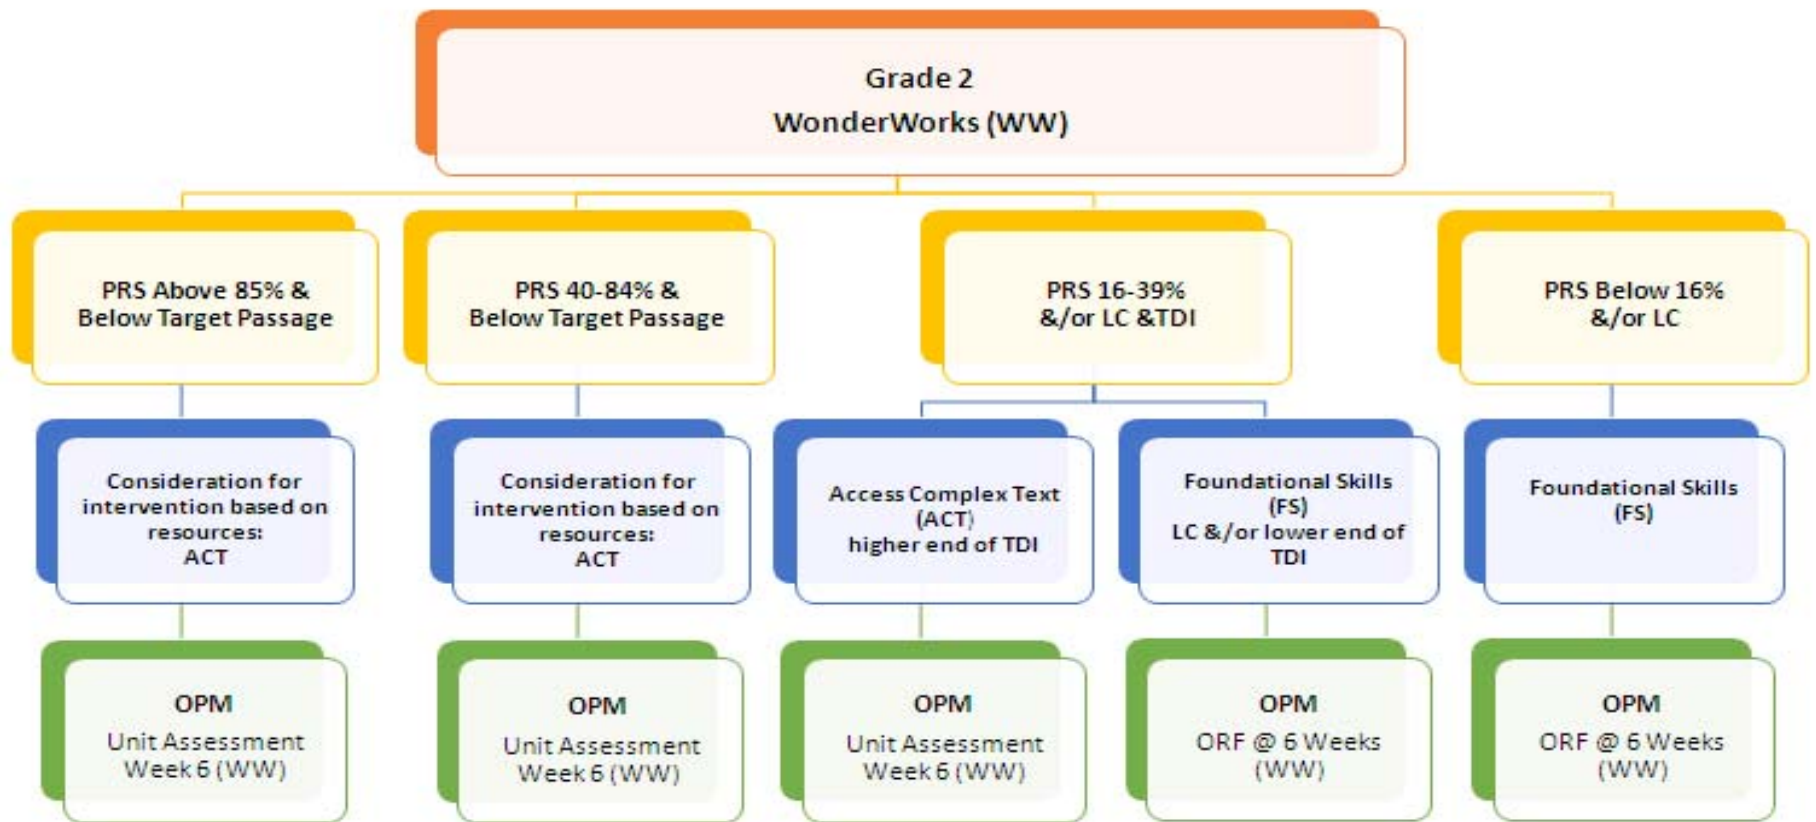 Grade 2
WonderWorks (WW)
PRS Above 85% &
Below Target Passage
PRS 40-84% &
Below Target Passage
PRS 16-39%
&/or LC &TDI
PRS Below 16%
&/or LC
Consideration for
intervention based on
resources:
ACT
Consideration for
intervention based on
resources:
ACT
Access Complex Text
(ACT)
higher end of TDI
Foundational Skills
(FS)
LC &/or lower end of
TDI
Foundational Skills
(FS)
OPM
Unit Assessment
Week 6 (WW)
OPM
Unit Assessment
Week 6 (WW)
OPM
Unit Assessment
Week 6 (WW)
OPM
ORF @ 6 Weeks
(WW)
OPM
ORF @ 6 Weeks
(WW)